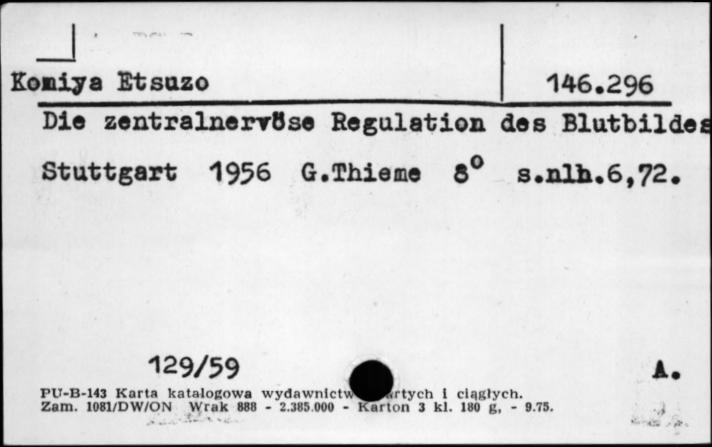 Komiya Etsuzo 146.296
Die zentralnervöse Regulation des Blutbildes
Stuttgart 1956 G.Thieme 8° s.nlb.6,72.
129/59 A.
PU-B-143 Karta katalogowa wydawnictw artych i ciągłych.
Zam. 1081/DW/ON Wrak 888 - 2.385.000 - Karton 3 kl. 180 g, - 9.75.